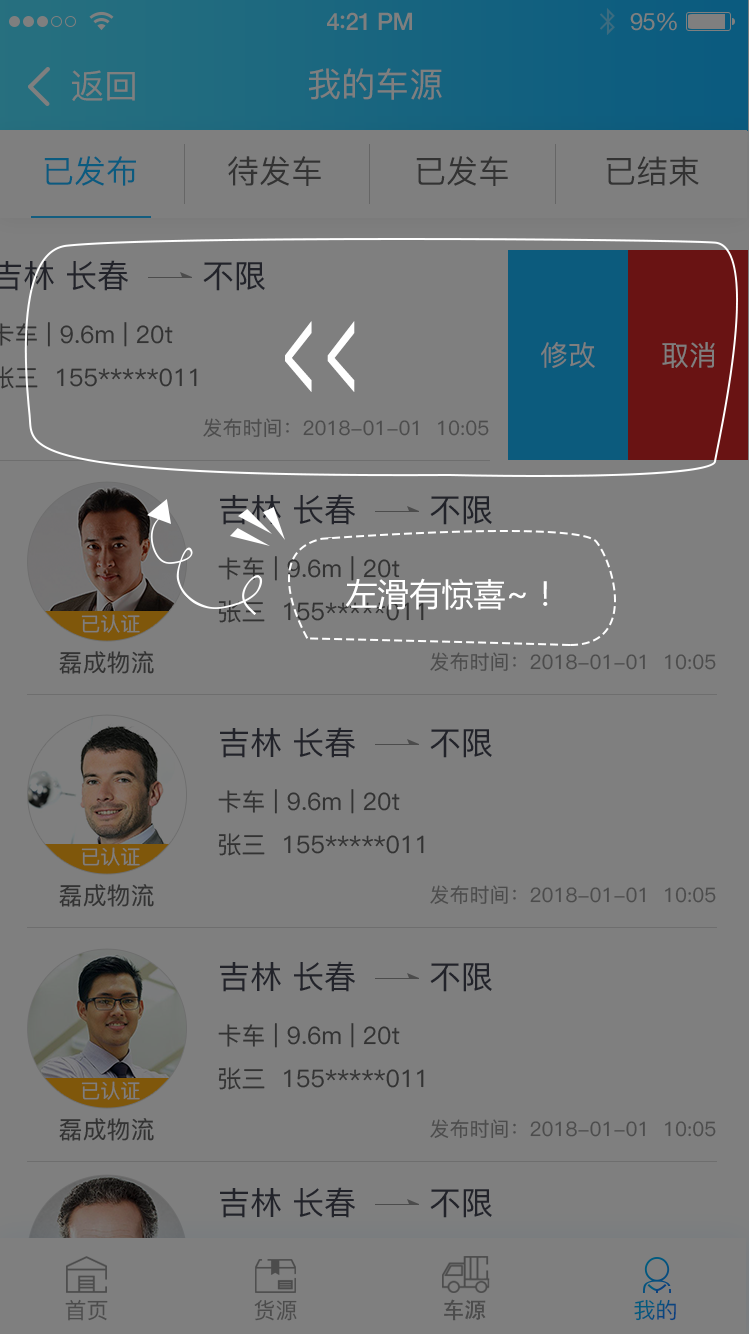 4:21 PM
95%
返回
我的车源
已发布
待发车
已发车
已结束
吉林 长春 不限
卡车 | 9.6m | 20t
张三 155*****011
发布时间：2018-01-01 10:05
修改
取消
吉林 长春 不限
卡车 | 9.6m | 20t
张三 155*****011
左滑有惊喜~！
已认证
磊成物流
发布时间：2018-01-01 10:05
吉林 长春 不限
卡车 | 9.6m | 20t
张三 155*****011
已认证
磊成物流
发布时间：2018-01-01 10:05
吉林 长春 不限
卡车 | 9.6m | 20t
张三 155*****011
已认证
磊成物流
发布时间：2018-01-01 10:05
吉林 长春 不限
首页
货源
车源
我的